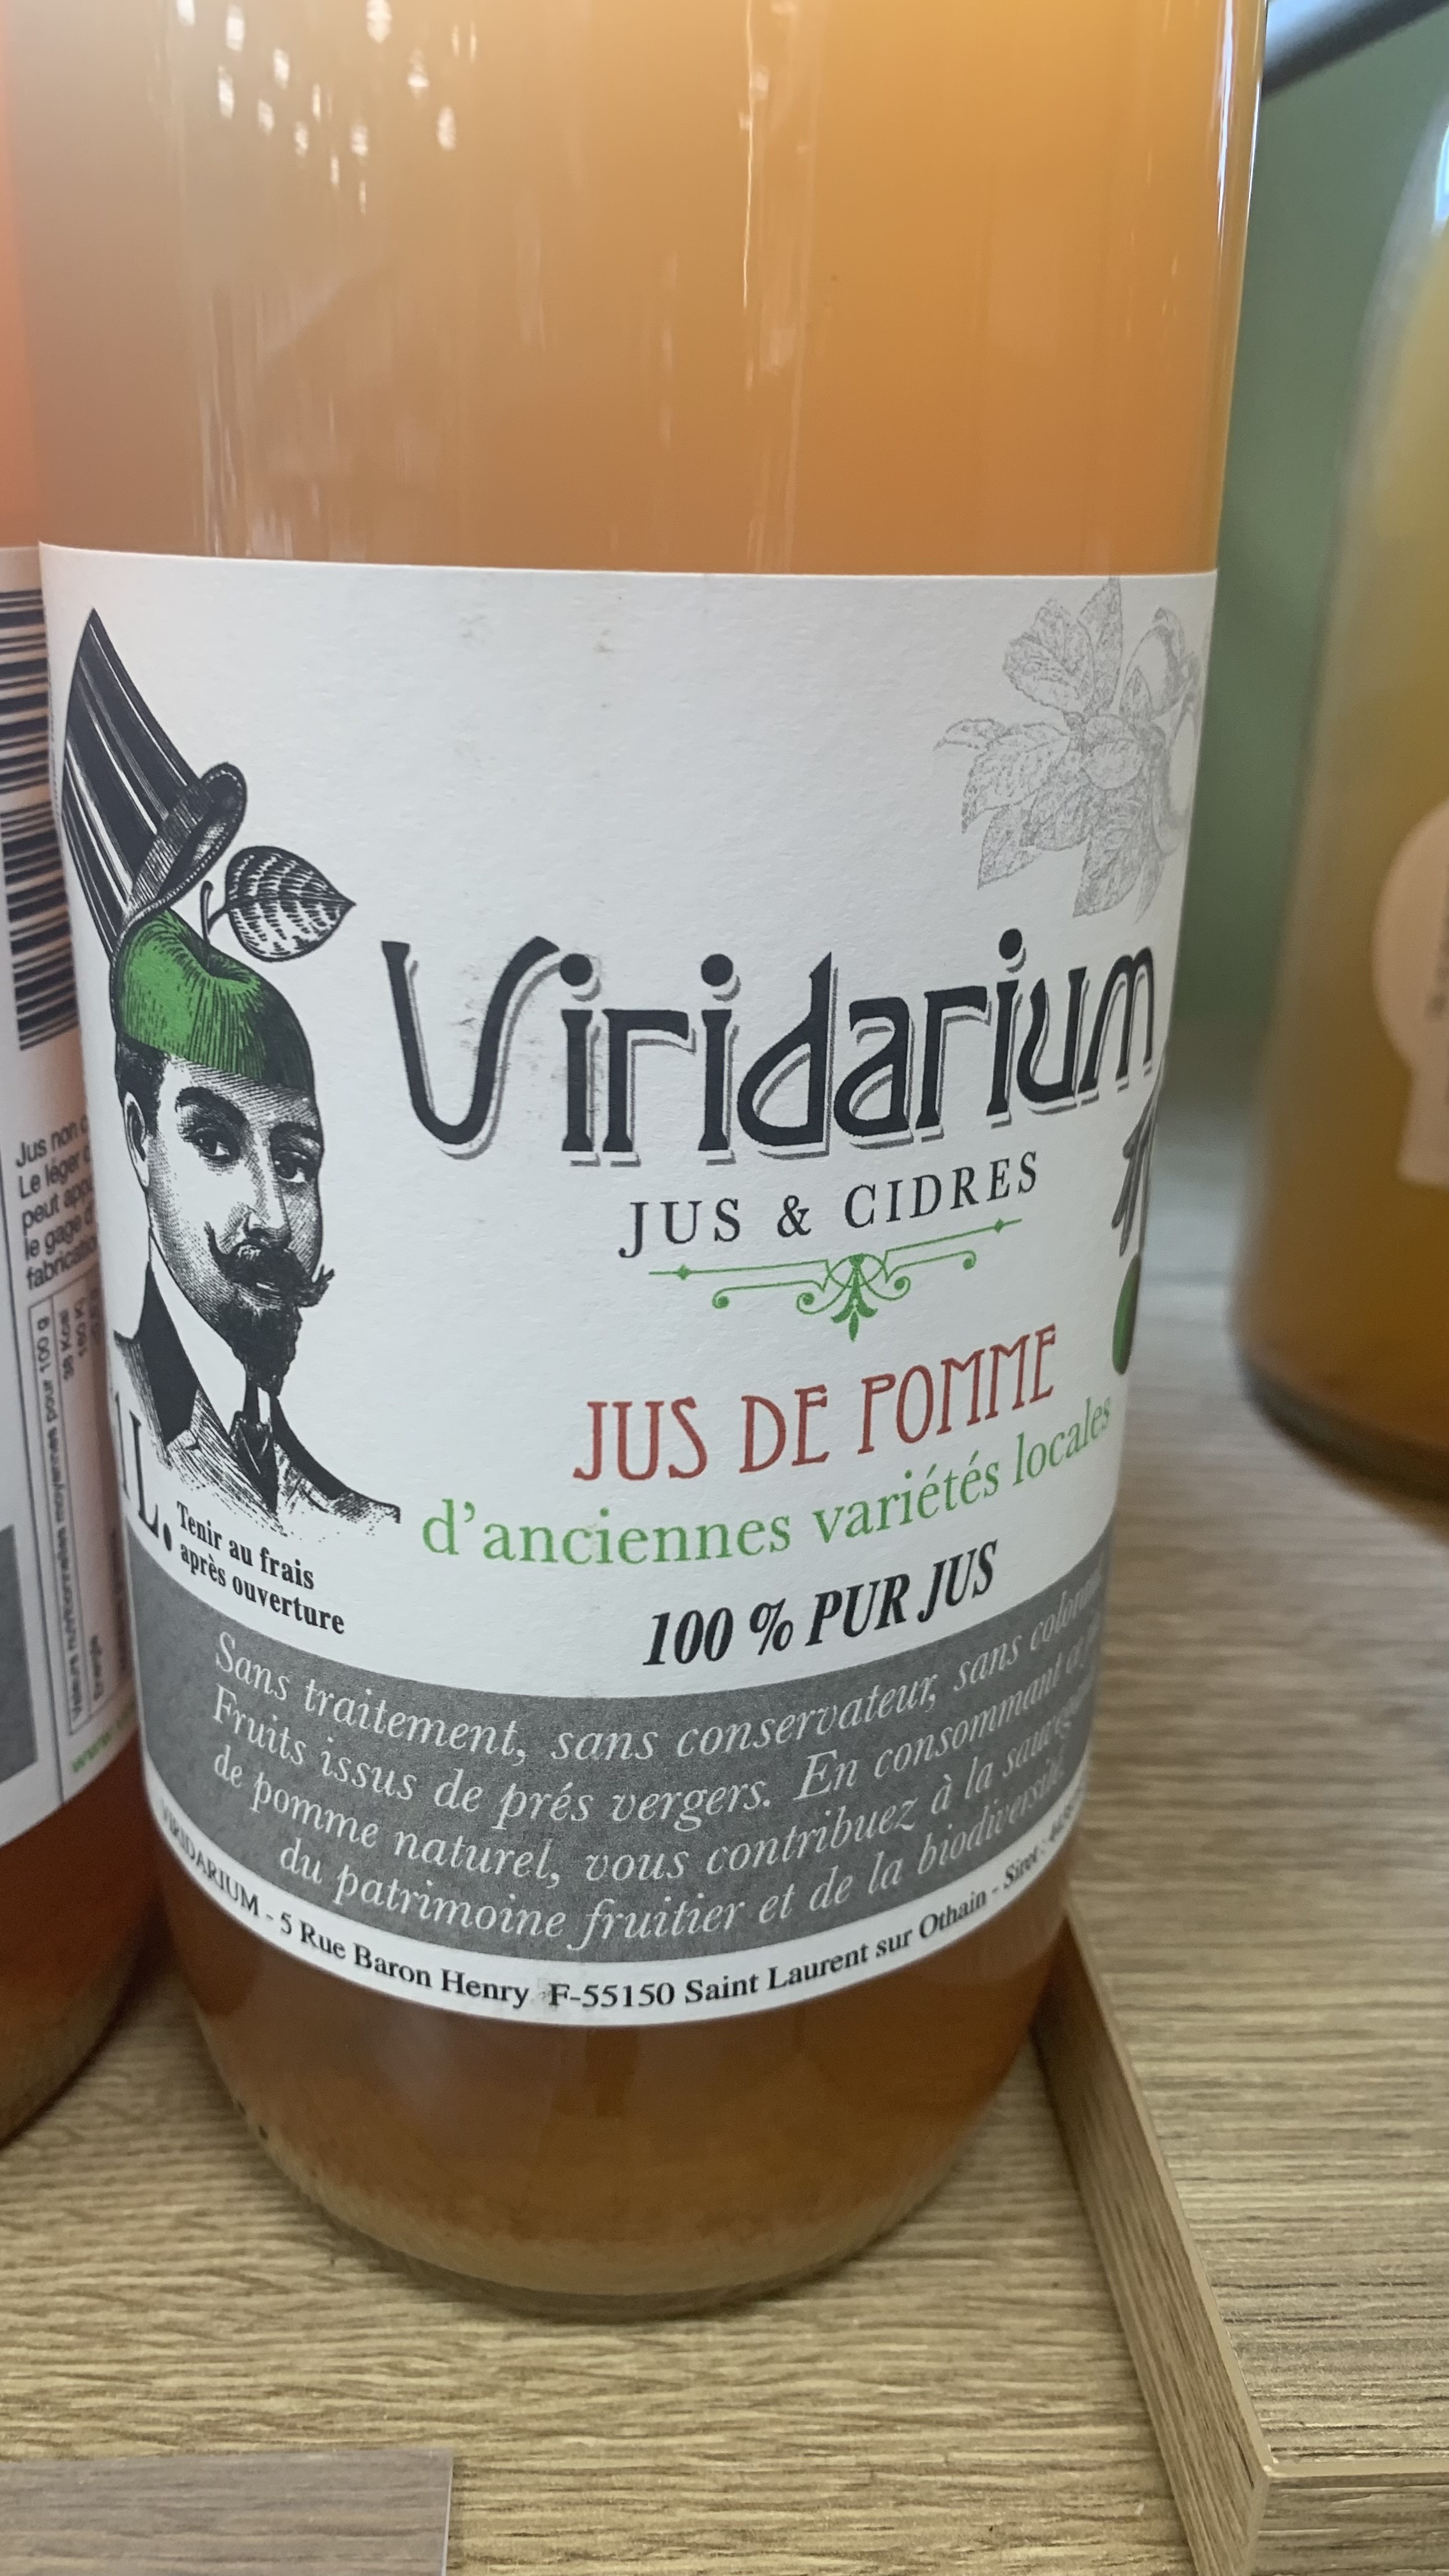 Viridarium
JUS & CIDRES
JUS DE POMME
d'anciennes variétés locales
100 % PUR JUS
1L.
Tenir au frais
après ouverture
Sans traitement, sans conservateur, sans
Fruits issus de prés vergers. En consommant
de pomme naturel, vous contribuez à la
du patrimoine fruitier et de la biodiversité.
VIRIDARIUM - 5 Rue Baron Henry F-55150 Saint Laurent sur Othain - Siret :
Jus non
Le léger
peut
le gage